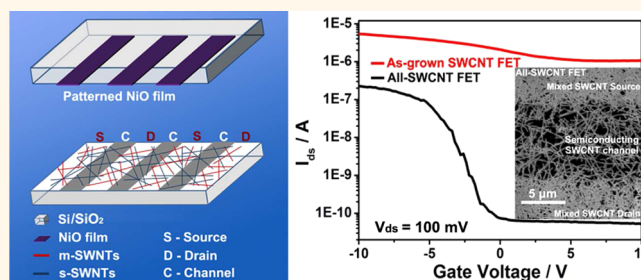 Patterned NiO film
S C D C S C D
Si/SiO₂
NiO film
m-SWNTs
s-SWNTs
S - Source
D - Drain
C - Channel
1E-5
1E-6
1E-7
1E-8
1E-9
1E-10
I_ds / A
As-grown SWCNT FET
All-SWCNT FET
V_ds = 100 mV
All-SWCNT FET
Mixed SWCNT Source
Semiconducting
SWCNT channel
5 μm
Mixed SWCNT Drain
-10 -5 0 5 10
Gate Voltage / V